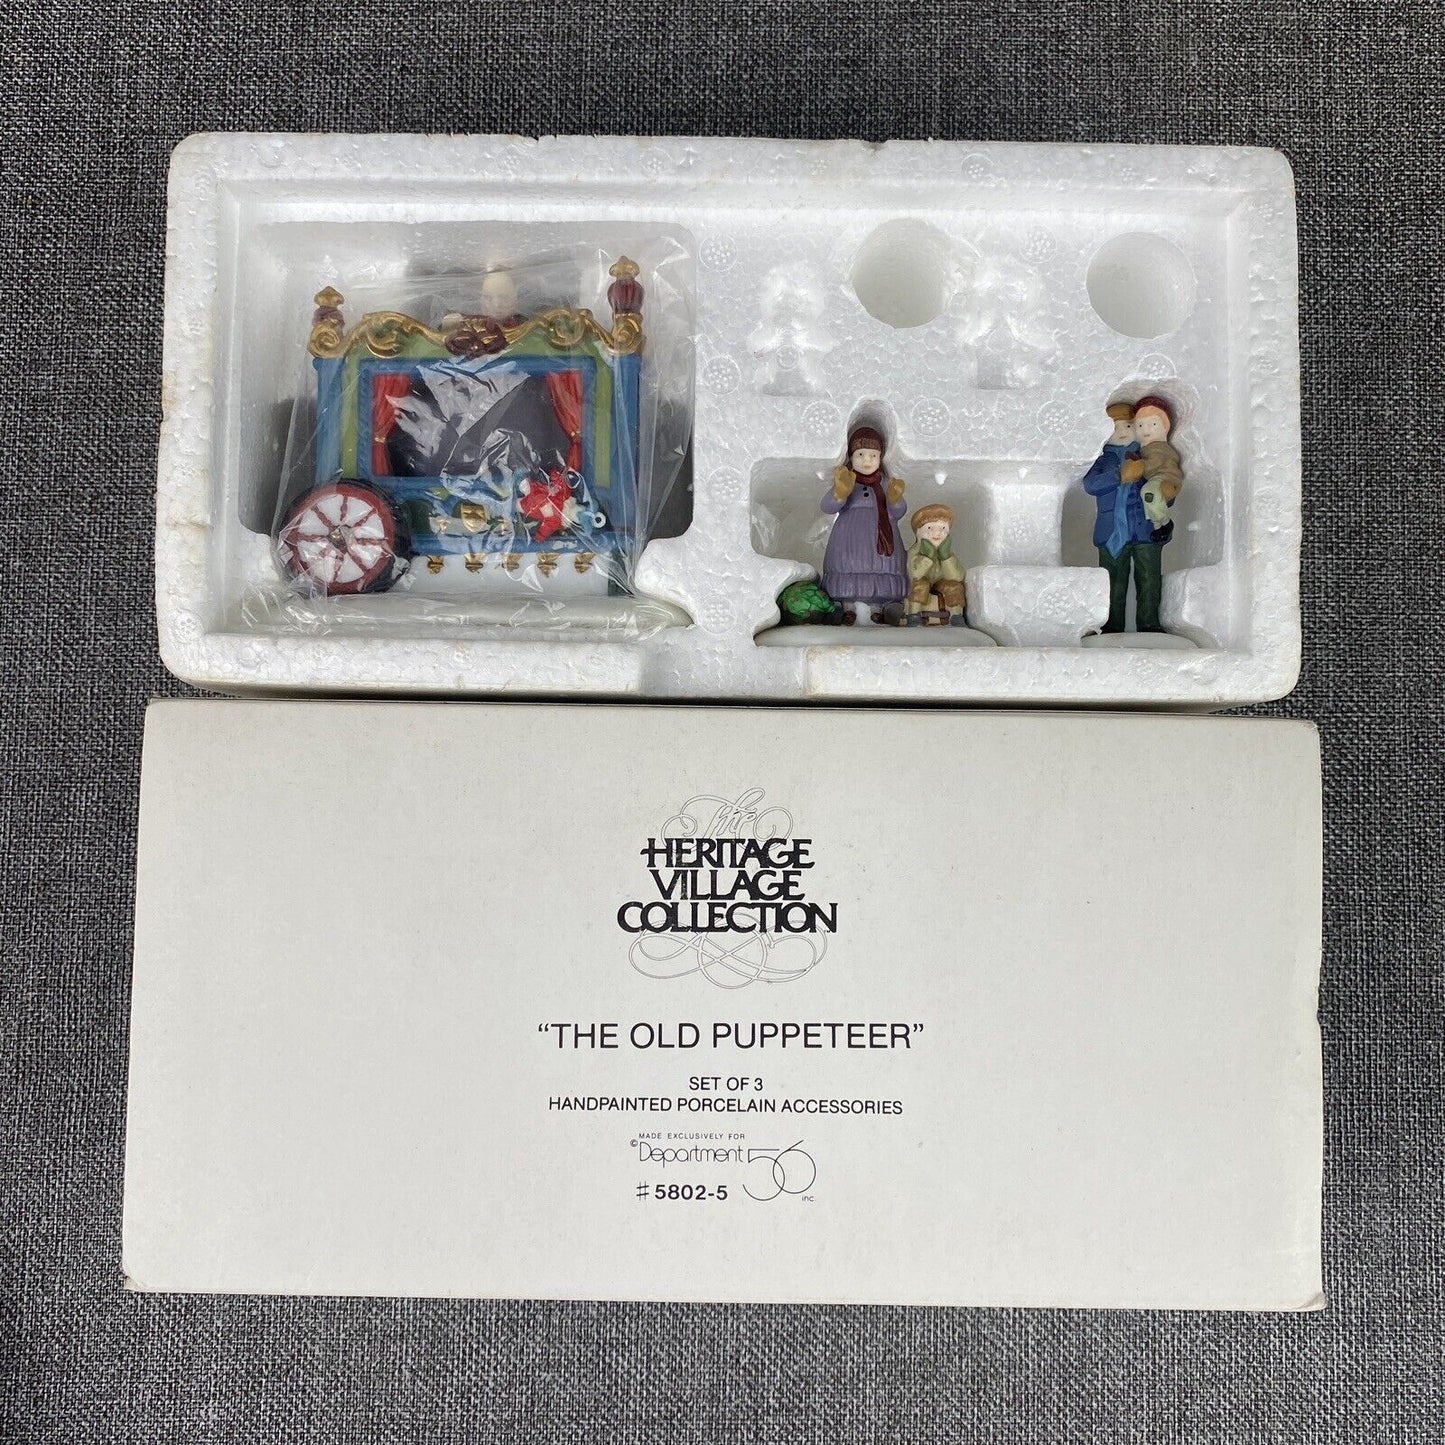 The
HERITAGE
VILLAGE
COLLECTION
“THE OLD PUPPETEER”
SET OF 3
HANDPAINTED PORCELAIN ACCESSORIES
MADE EXCLUSIVELY FOR
©Department 56 inc.
#5802-5